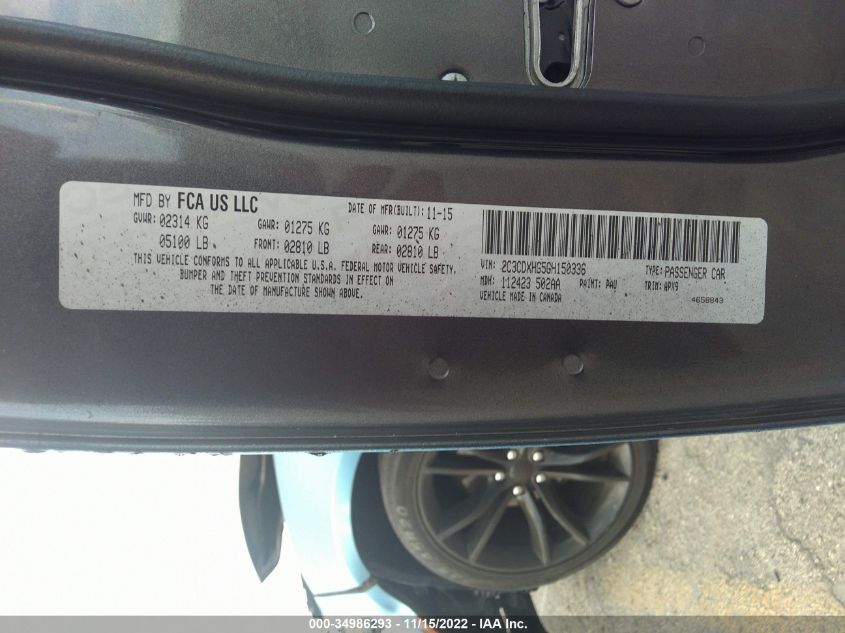 MFD BY FCA US LLC
DATE OF MFR(BUILT): 11-15
GVWR: 02314 KG GAWR: 01275 KG GAWR: 01275 KG
05100 LB FRONT: 02810 LB REAR: 02810 LB
THIS VEHICLE CONFORMS TO ALL APPLICABLE U.S.A. FEDERAL MOTOR VEHICLE SAFETY,
BUMPER AND THEFT PREVENTION STANDARDS IN EFFECT ON
THE DATE OF MANUFACTURE SHOWN ABOVE.
VIN: 2C3CDXHG5GH150336 TYPE: PASSENGER CAR
MDH: 112423 502AA PAINT: PAU TRIM: APX9
VEHICLE MADE IN CANADA 4658843
000-34986293 - 11/15/2022 - IAA Inc.